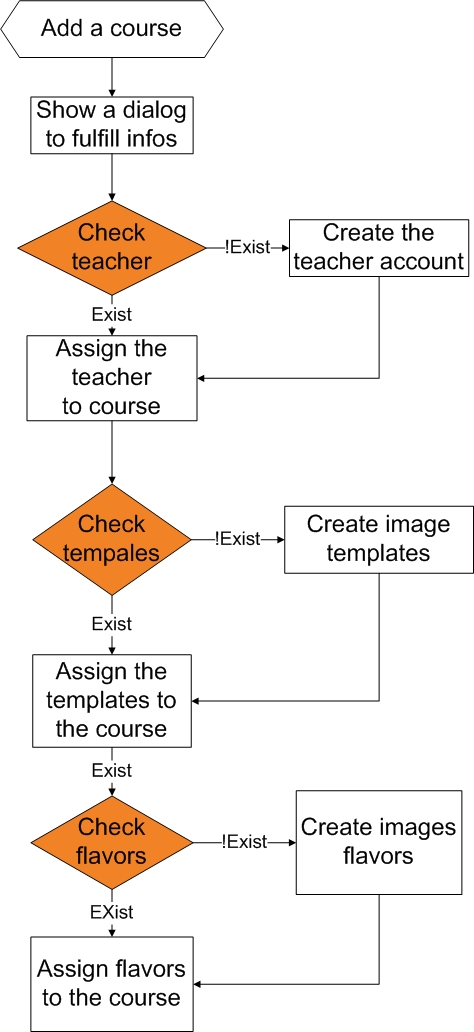 Add a course
Show a dialog
to fulfill infos
Check
teacher
!Exist
Create the
teacher account
Exist
Assign the
teacher
to course
Check
tempales
!Exist
Create image
templates
Exist
Assign the
templates to
the course
Exist
Check
flavors
!Exist
Create images
flavors
EXist
Assign flavors
to the course